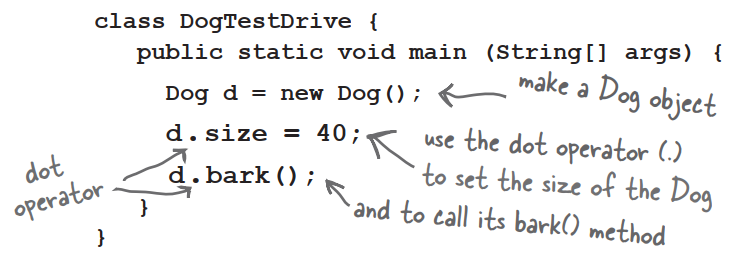 class DogTestDrive {
public static void main (String[] args) {
Dog d = new Dog();
make a Dog object
d.size = 40;
use the dot operator (.)
to set the size of the Dog
dot
operator
d.bark();
and to call its bark() method
}
}